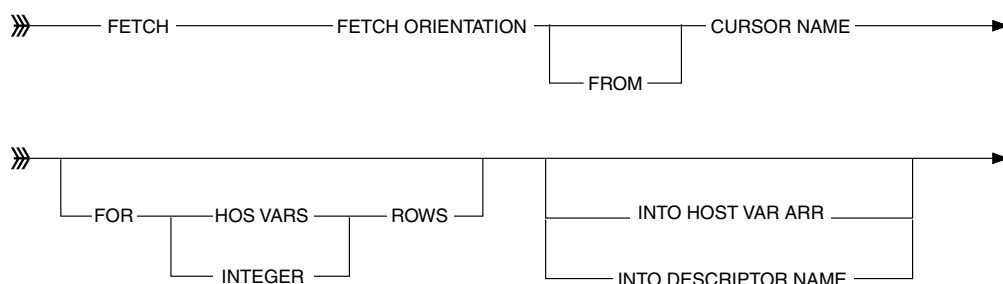 FETCH FETCH ORIENTATION CURSOR NAME
FROM
FOR HOS VARS ROWS INTO HOST VAR ARR
INTEGER INTO DESCRIPTOR NAME